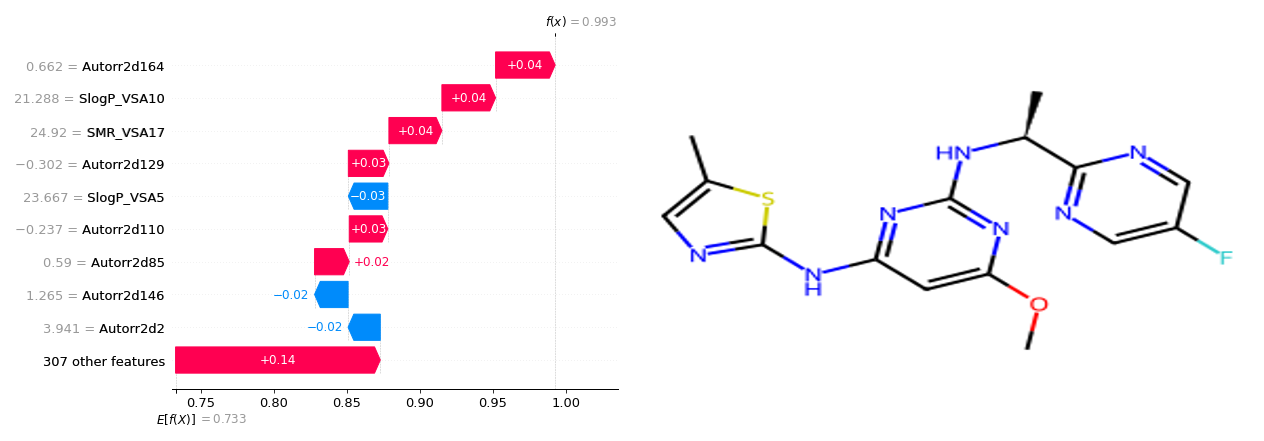 f(x) = 0.993
0.662 = Autorr2d164
+0.04
21.288 = SlogP_VSA10
+0.04
24.92 = SMR_VSA17
+0.04
−0.302 = Autorr2d129
+0.03
23.667 = SlogP_VSA5
−0.03
−0.237 = Autorr2d110
+0.03
0.59 = Autorr2d85
+0.02
1.265 = Autorr2d146
−0.02
3.941 = Autorr2d2
−0.02
307 other features
+0.14
0.75 0.80 0.85 0.90 0.95 1.00
E[f(X)] = 0.733
HN
N
S
N
N
N
N
F
N
H
O